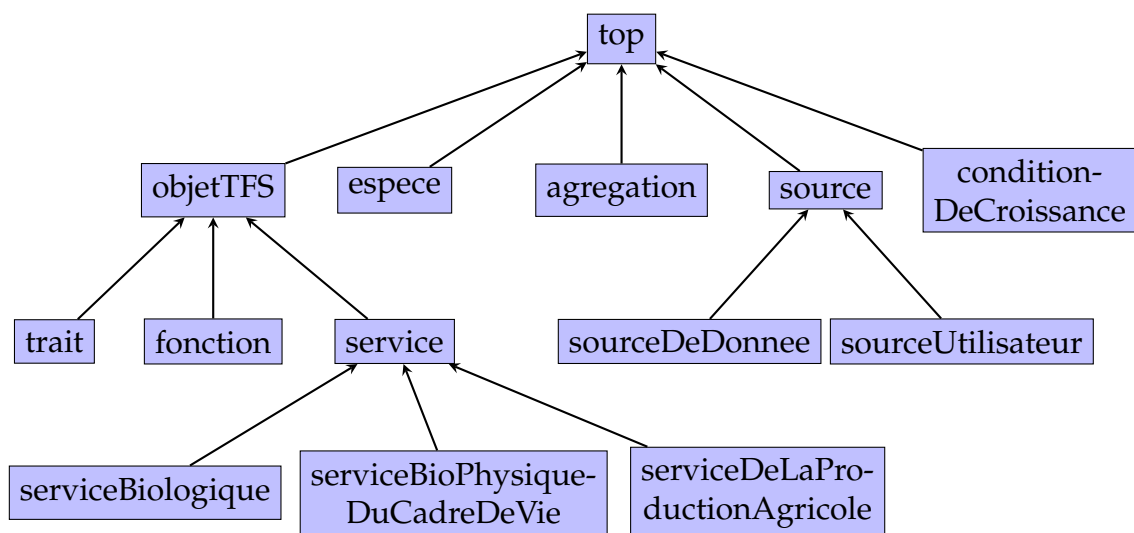 top
objetTFS
espece
agregation
source
condition-
DeCroissance
trait
fonction
service
sourceDeDonnee
sourceUtilisateur
serviceBiologique
serviceBioPhysique-
DuCadreDeVie
serviceDeLaPro-
ductionAgricole